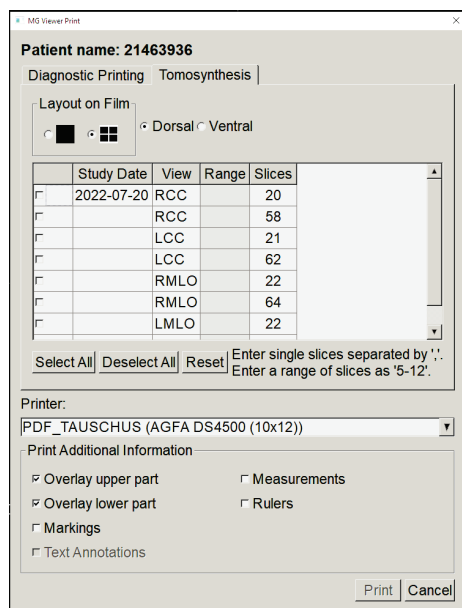 MG Viewer Print
Patient name: 21463936
Diagnostic Printing Tomosynthesis
Layout on Film
Dorsal Ventral
Study Date View Range Slices
2022-07-20 RCC 20
RCC 58
LCC 21
LCC 62
RMLO 22
RMLO 64
LMLO 22
Select All Deselect All Reset Enter single slices separated by ','.
Enter a range of slices as '5-12'.
Printer:
PDF_TAUSCHUS (AGFA DS4500 (10x12))
Print Additional Information
Overlay upper part Measurements
Overlay lower part Rulers
Markings
Text Annotations
Print Cancel